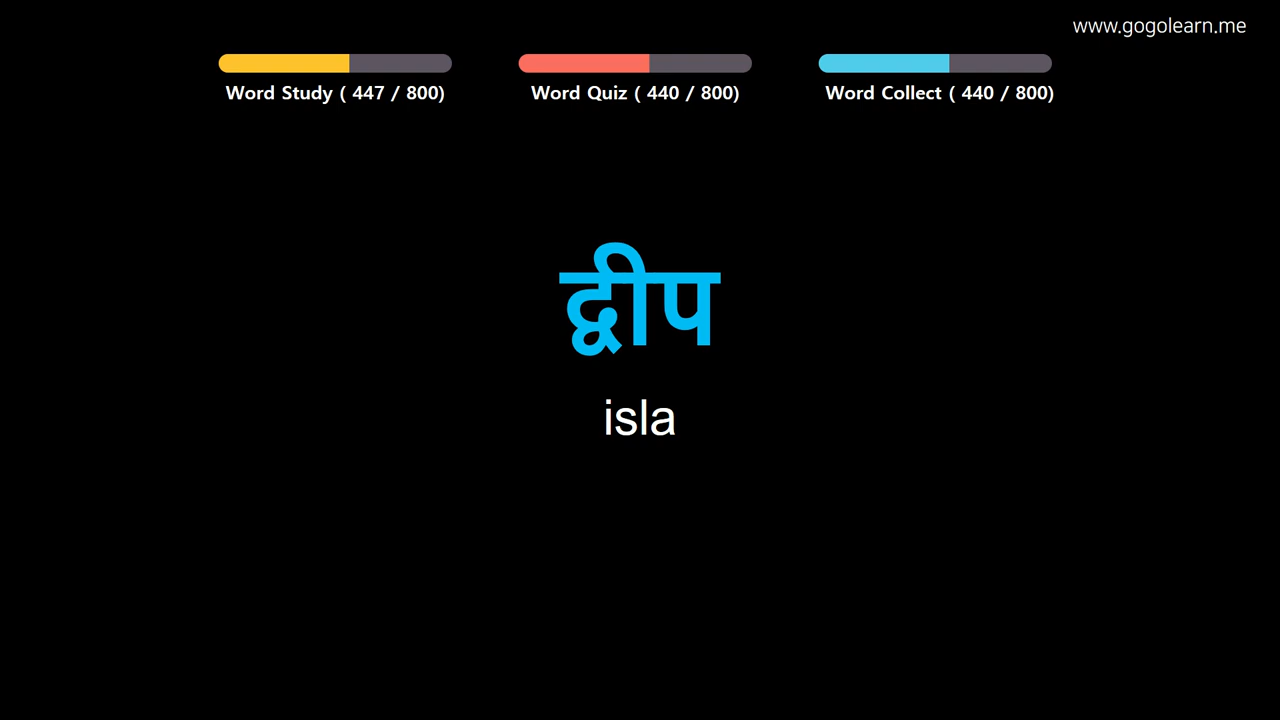 www.gogolearn.me
Word Study ( 447 / 800)
Word Quiz ( 440 / 800)
Word Collect ( 440 / 800)
द्वीप
isla